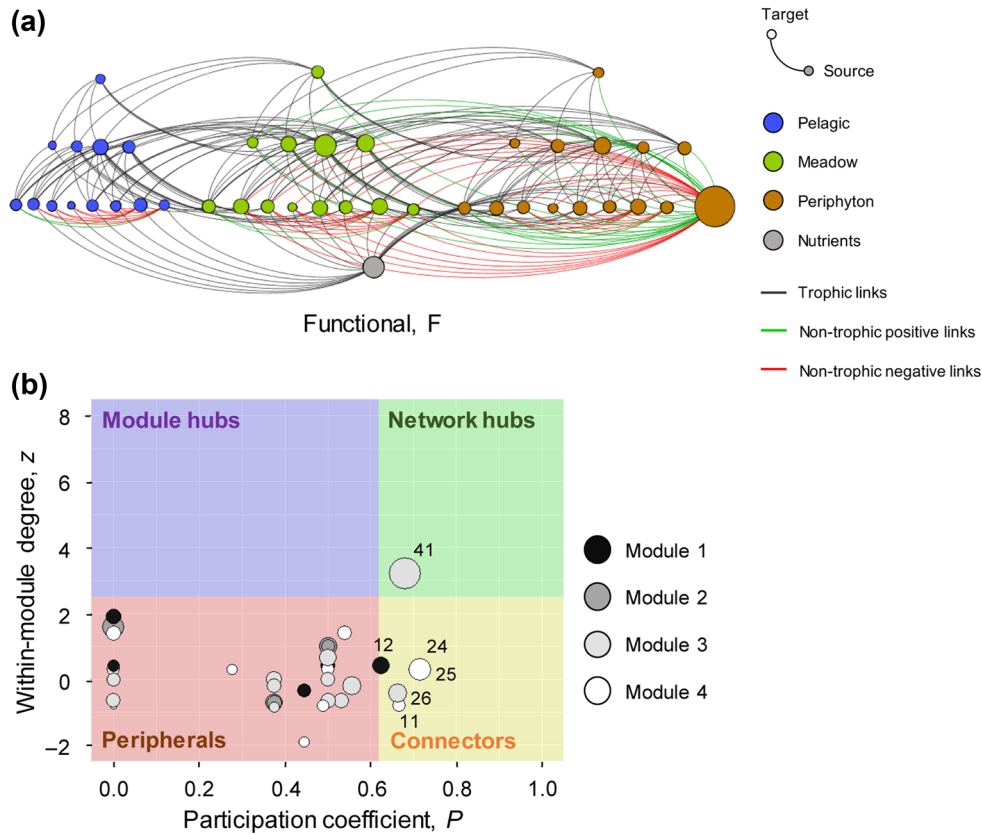 (a)
Target
Source
Pelagic
Meadow
Periphyton
Nutrients
Trophic links
Non-trophic positive links
Non-trophic negative links
Functional, F
(b)
Module hubs
Network hubs
Peripherals
Connectors
8
6
4
2
0
–2
Within-module degree, z
41
12
24
25
26
11
0.0
0.2
0.4
0.6
0.8
1.0
Participation coefficient, P
Module 1
Module 2
Module 3
Module 4